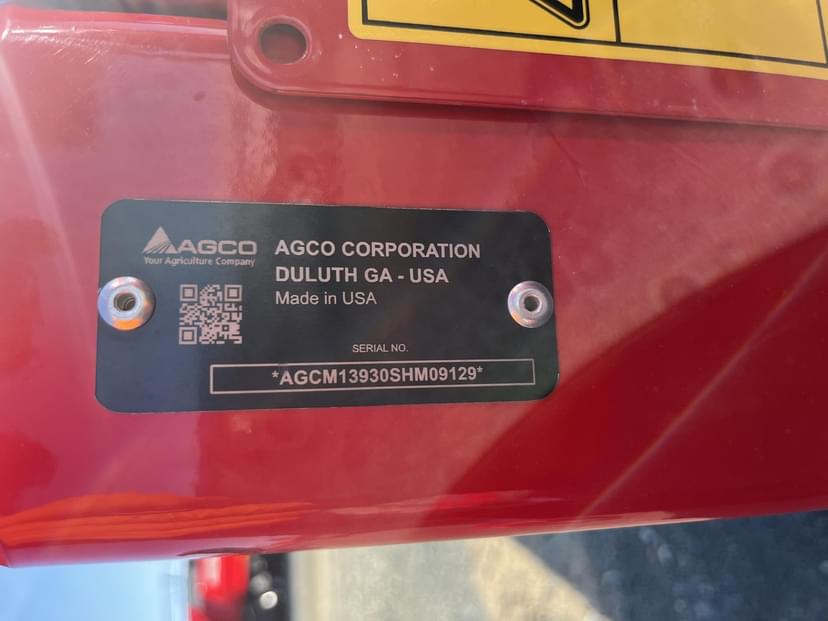 AGCO
Your Agriculture Company
AGCO CORPORATION
DULUTH GA - USA
Made in USA
SERIAL NO.
*AGCM13930SHM09129*